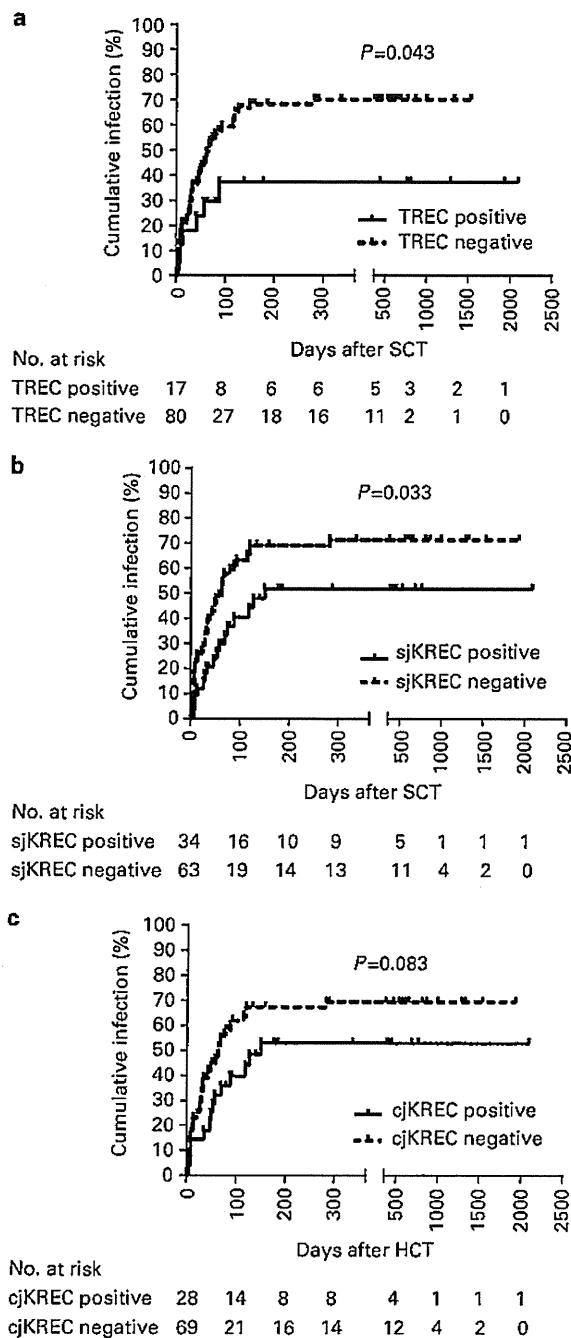 a
Cumulative infection (%)
100
90
80
70
60
50
40
30
20
10
0
P=0.043
TREC positive
TREC negative
0 100 200 300 500 1000 1500 2000 2500
Days after SCT
No. at risk
TREC positive 17 8 6 6 5 3 2 1
TREC negative 80 27 18 16 11 2 1 0
b
Cumulative infection (%)
100
90
80
70
60
50
40
30
20
10
0
P=0.033
sjKREC positive
sjKREC negative
0 100 200 300 500 1000 1500 2000 2500
Days after SCT
No. at risk
sjKREC positive 34 16 10 9 5 1 1 1
sjKREC negative 63 19 14 13 11 4 2 0
c
Cumulative infection (%)
100
90
80
70
60
50
40
30
20
10
0
P=0.083
cjKREC positive
cjKREC negative
0 100 200 300 500 1000 1500 2000 2500
Days after HCT
No. at risk
cjKREC positive 28 14 8 8 4 1 1 1
cjKREC negative 69 21 16 14 12 4 2 0